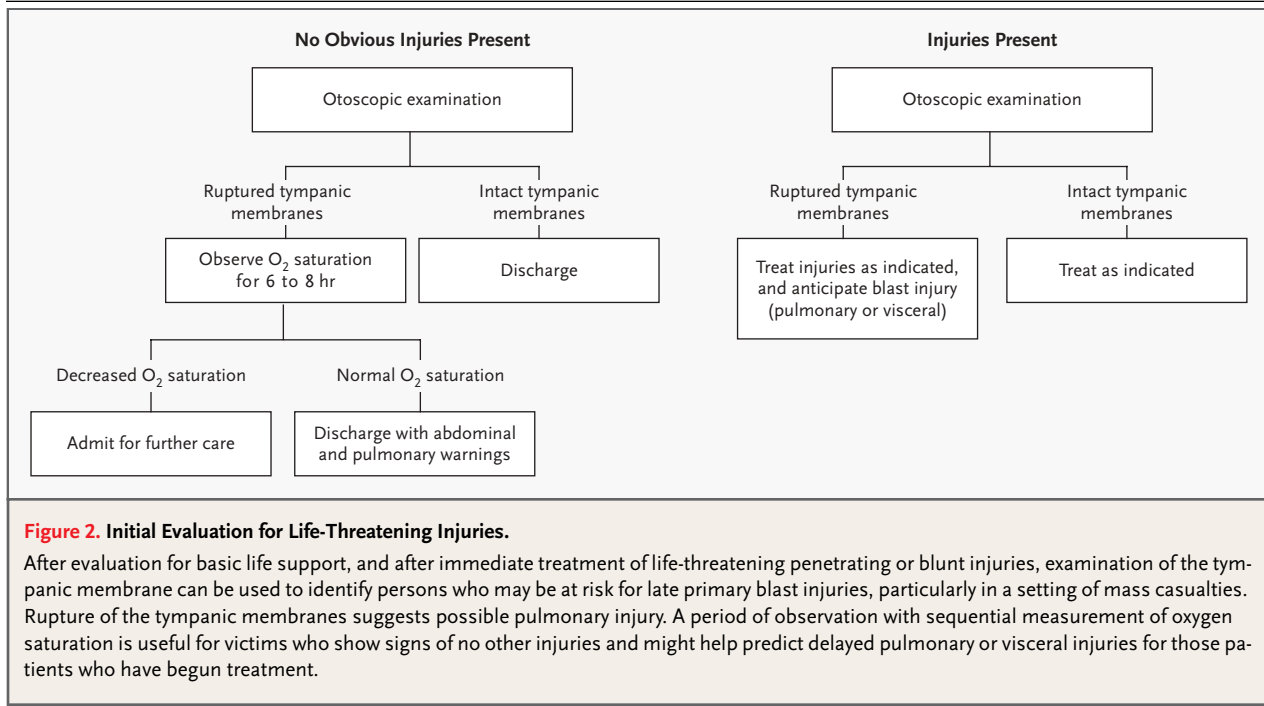 No Obvious Injuries Present
Otoscopic examination
Ruptured tympanic
membranes
Intact tympanic
membranes
Observe O₂ saturation
for 6 to 8 hr
Discharge
Decreased O₂ saturation
Normal O₂ saturation
Admit for further care
Discharge with abdominal
and pulmonary warnings
Injuries Present
Otoscopic examination
Ruptured tympanic
membranes
Intact tympanic
membranes
Treat injuries as indicated,
and anticipate blast injury
(pulmonary or visceral)
Treat as indicated
Figure 2. Initial Evaluation for Life-Threatening Injuries.
After evaluation for basic life support, and after immediate treatment of life-threatening penetrating or blunt injuries, examination of the tym-
panic membrane can be used to identify persons who may be at risk for late primary blast injuries, particularly in a setting of mass casualties.
Rupture of the tympanic membranes suggests possible pulmonary injury. A period of observation with sequential measurement of oxygen
saturation is useful for victims who show signs of no other injuries and might help predict delayed pulmonary or visceral injuries for those pa-
tients who have begun treatment.